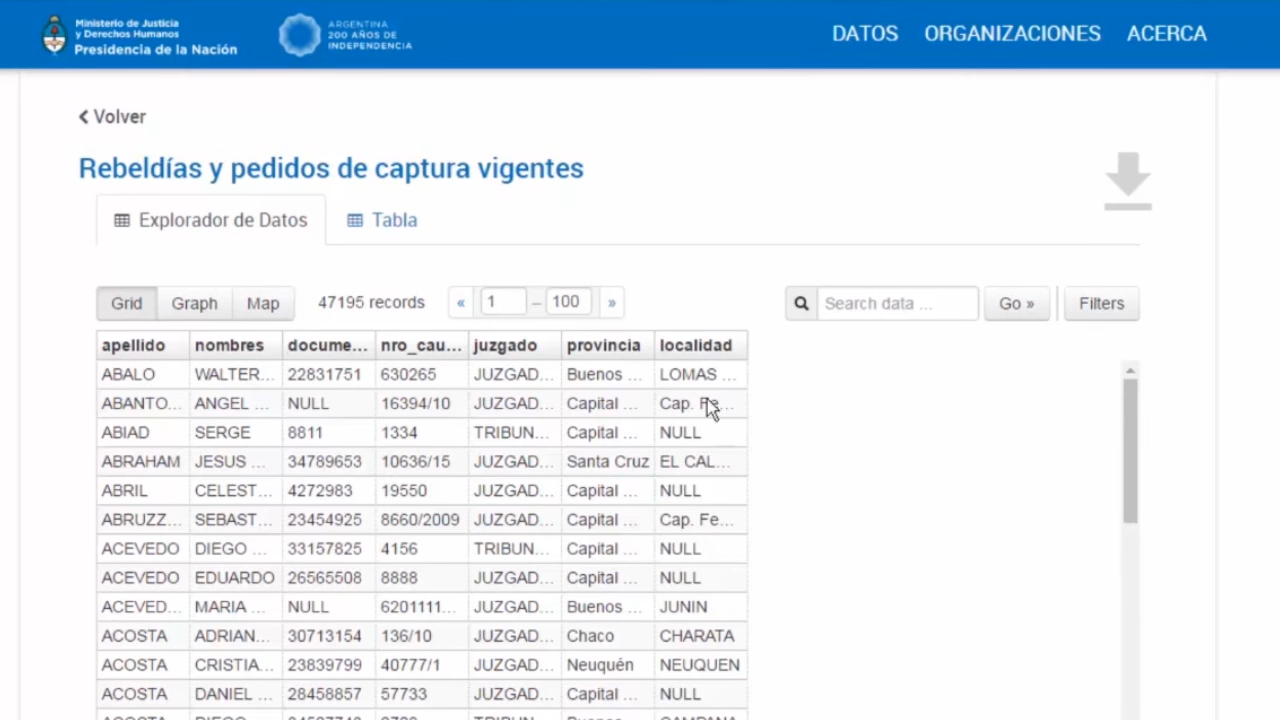 Ministerio de Justicia
y Derechos Humanos
Presidencia de la Nación
ARGENTINA
200 AÑOS DE
INDEPENDENCIA
DATOS ORGANIZACIONES ACERCA
Volver
Rebeldías y pedidos de captura vigentes
Explorador de Datos Tabla
Grid Graph Map 47195 records « 1 – 100 » Search data ... Go » Filters
apellido nombres docume... nro_cau... juzgado provincia localidad
ABALO WALTER... 22831751 630265 JUZGAD... Buenos ... LOMAS ...
ABANTO... ANGEL ... NULL 16394/10 JUZGAD... Capital ... Cap. Fe...
ABIAD SERGE 8811 1334 TRIBUN... Capital ... NULL
ABRAHAM JESUS ... 34789653 10636/15 JUZGAD... Santa Cruz EL CAL...
ABRIL CELEST... 4272983 19550 JUZGAD... Capital ... NULL
ABRUZZ... SEBAST... 23454925 8660/2009 JUZGAD... Capital ... Cap. Fe...
ACEVEDO DIEGO ... 33157825 4156 TRIBUN... Capital ... NULL
ACEVEDO EDUARDO 26565508 8888 JUZGAD... Capital ... NULL
ACEVED... MARIA ... NULL 6201111... JUZGAD... Buenos ... JUNIN
ACOSTA ADRIAN... 30713154 136/10 JUZGAD... Chaco CHARATA
ACOSTA CRISTIA... 23839799 40777/1 JUZGAD... Neuquén NEUQUEN
ACOSTA DANIEL ... 28458857 57733 JUZGAD... Capital ... NULL